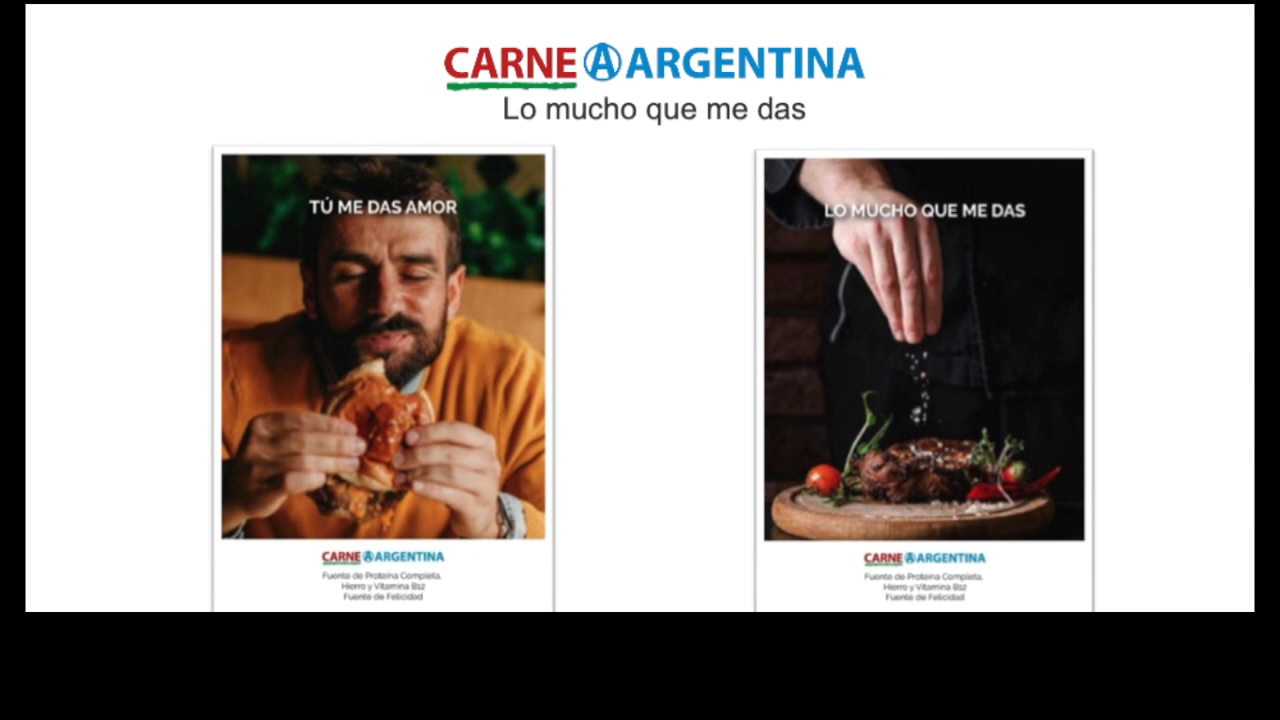 CARNE A ARGENTINA
Lo mucho que me das
TÚ ME DAS AMOR
CARNE A ARGENTINA
Fuente de Proteina Completa,
Hierro y Vitamina B12
Fuente de Felicidad
LO MUCHO QUE ME DAS
CARNE A ARGENTINA
Fuente de Proteina Completa,
Hierro y Vitamina B12
Fuente de Felicidad